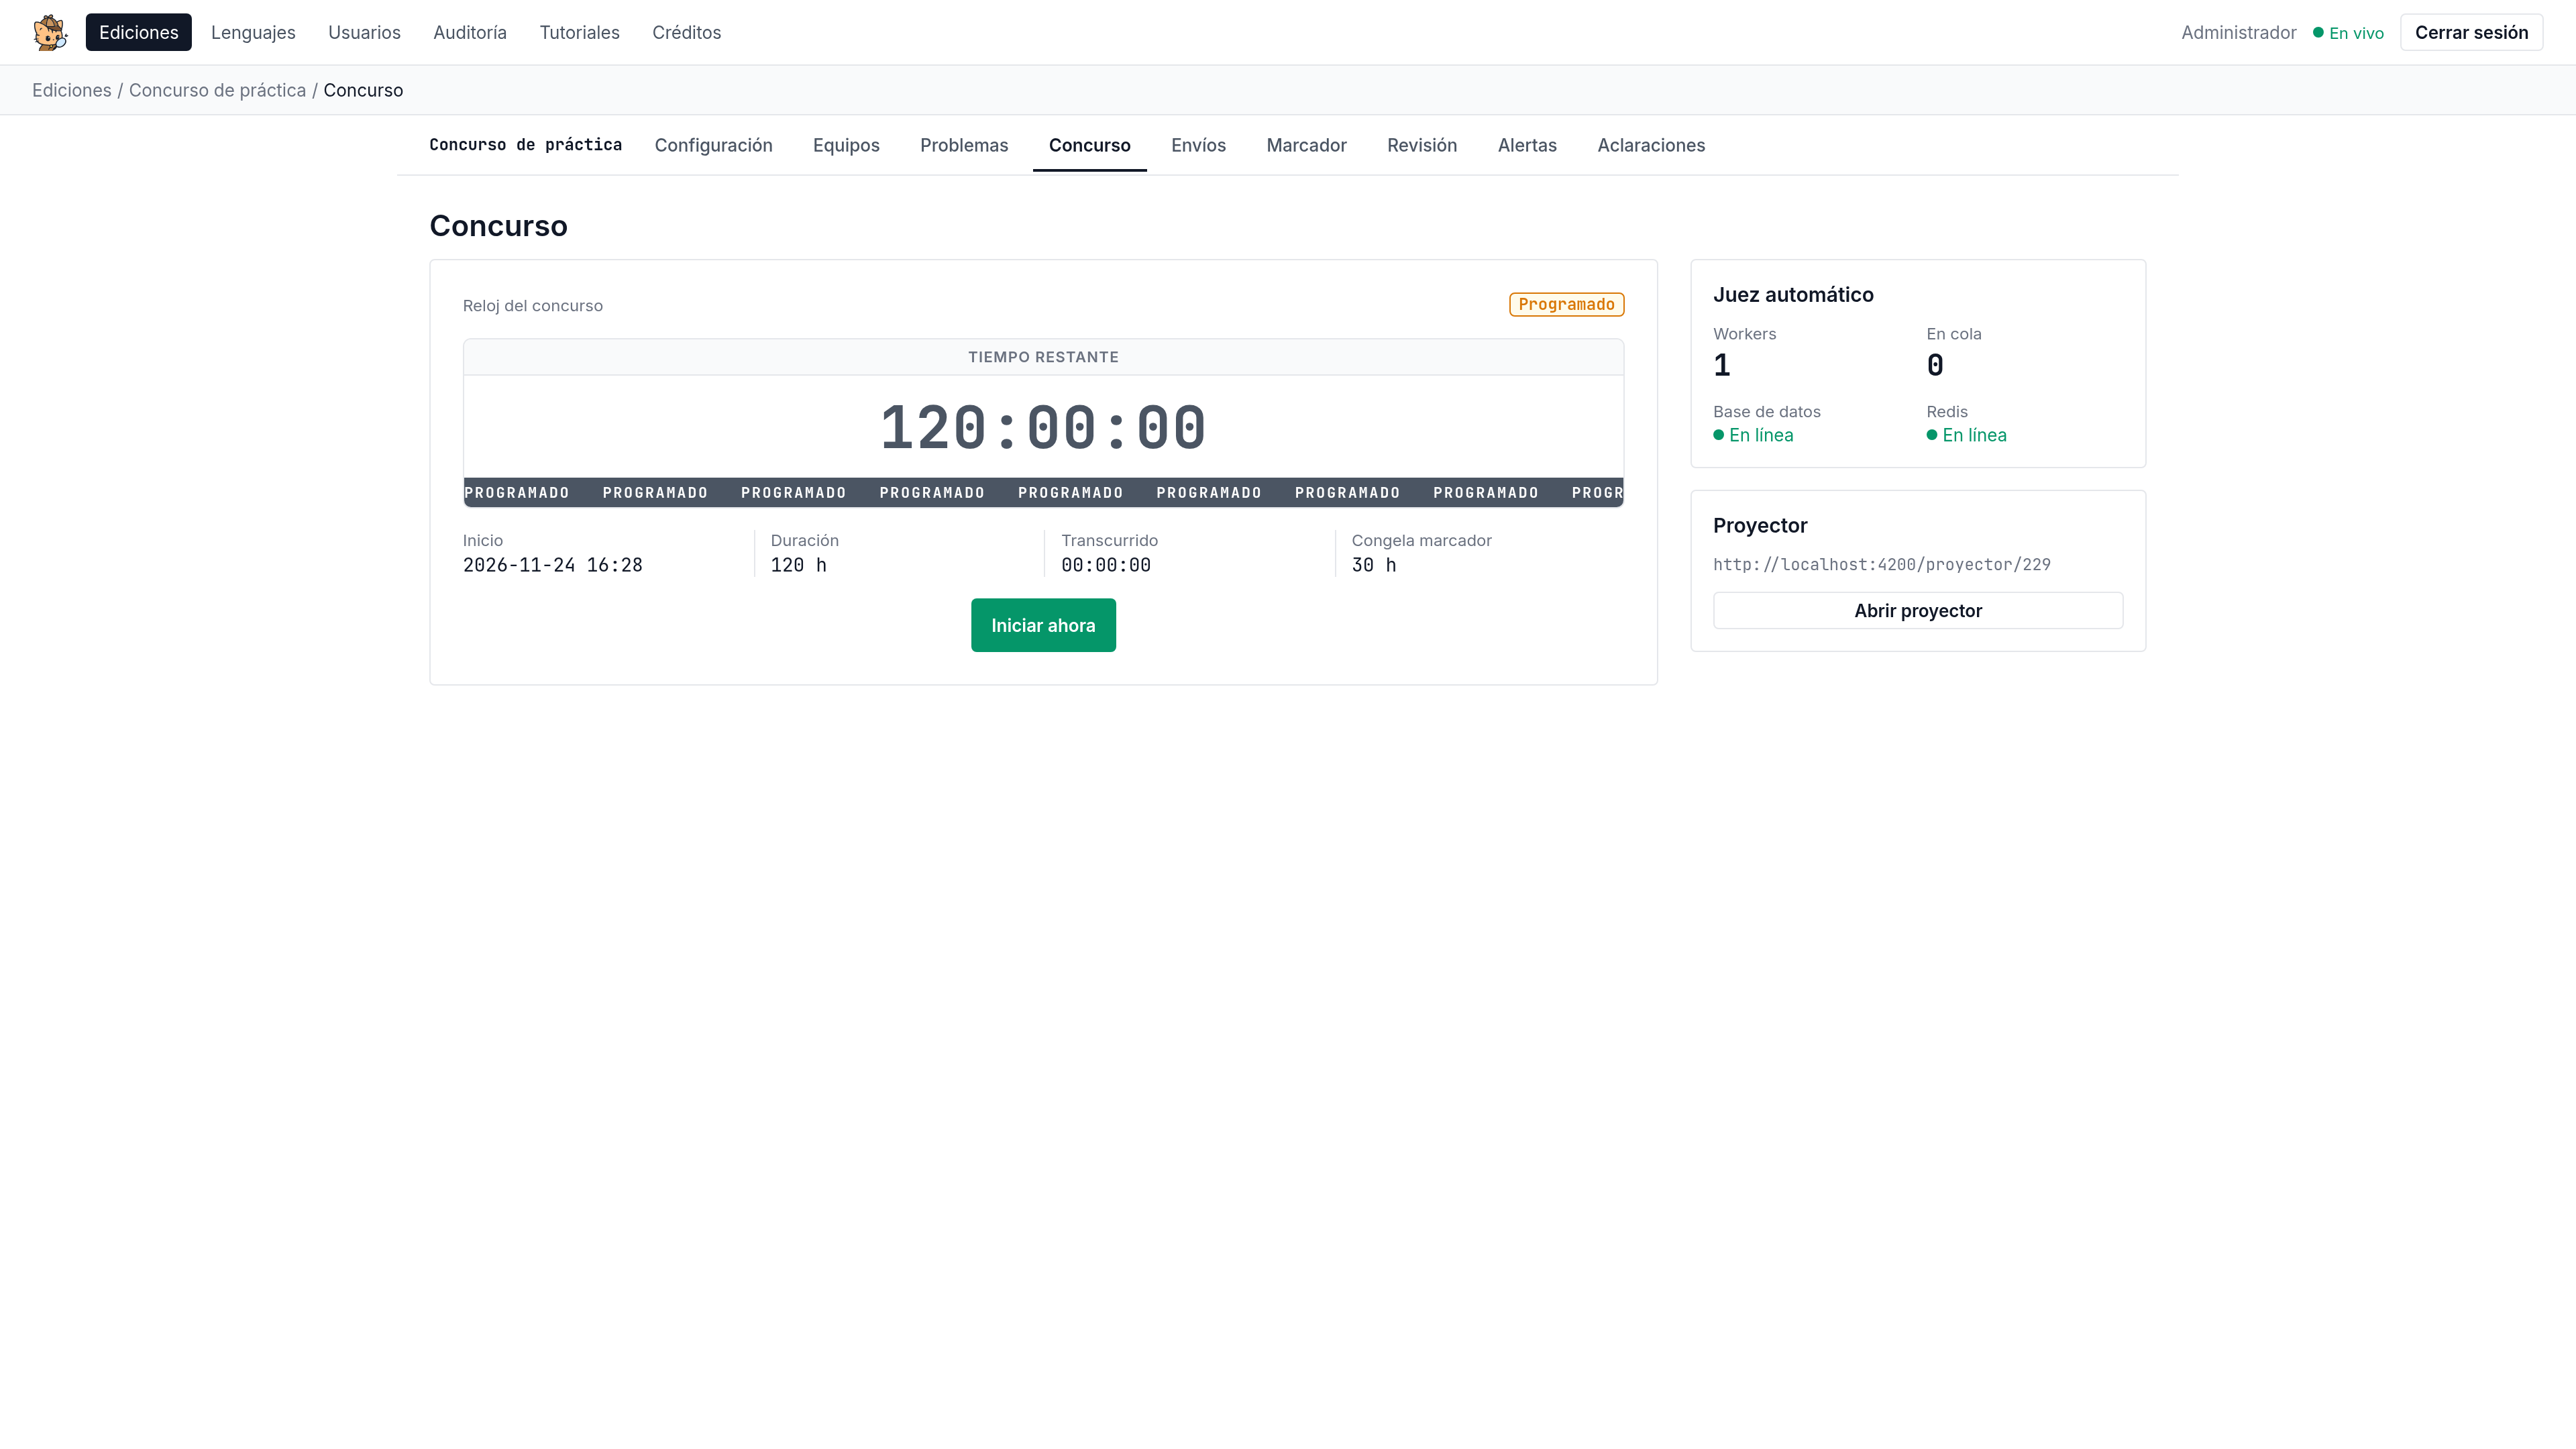 Ediciones Lenguajes Usuarios Auditoría Tutoriales Créditos Administrador En vivo Cerrar sesión
Ediciones / Concurso de práctica / Concurso
Concurso de práctica Configuración Equipos Problemas Concurso Envíos Marcador Revisión Alertas Aclaraciones
Concurso
Reloj del concurso Programado
TIEMPO RESTANTE
120:00:00
PROGRAMADO PROGRAMADO PROGRAMADO PROGRAMADO PROGRAMADO PROGRAMADO PROGRAMADO PROGRAMADO PROGR
Inicio Duración Transcurrido Congela marcador
2026-11-24 16:28 120 h 00:00:00 30 h
Iniciar ahora
Juez automático
Workers En cola
1 0
Base de datos Redis
En línea En línea
Proyector
http://localhost:4200/proyector/229
Abrir proyector